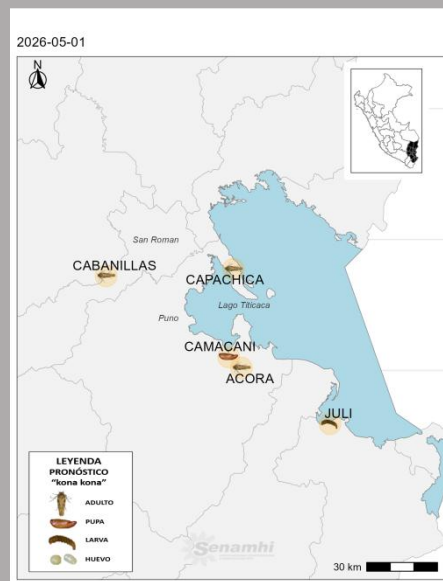 2026-05-01
N
San Roman
CABANILLAS
CAPACHICA
Lago Titicaca
Puno
CAMACANI
ACORA
JULI
LEYENDA
PRONÓSTICO
"kona kona"
ADULTO
PUPA
LARVA
HUEVO
Senamhi
30 km